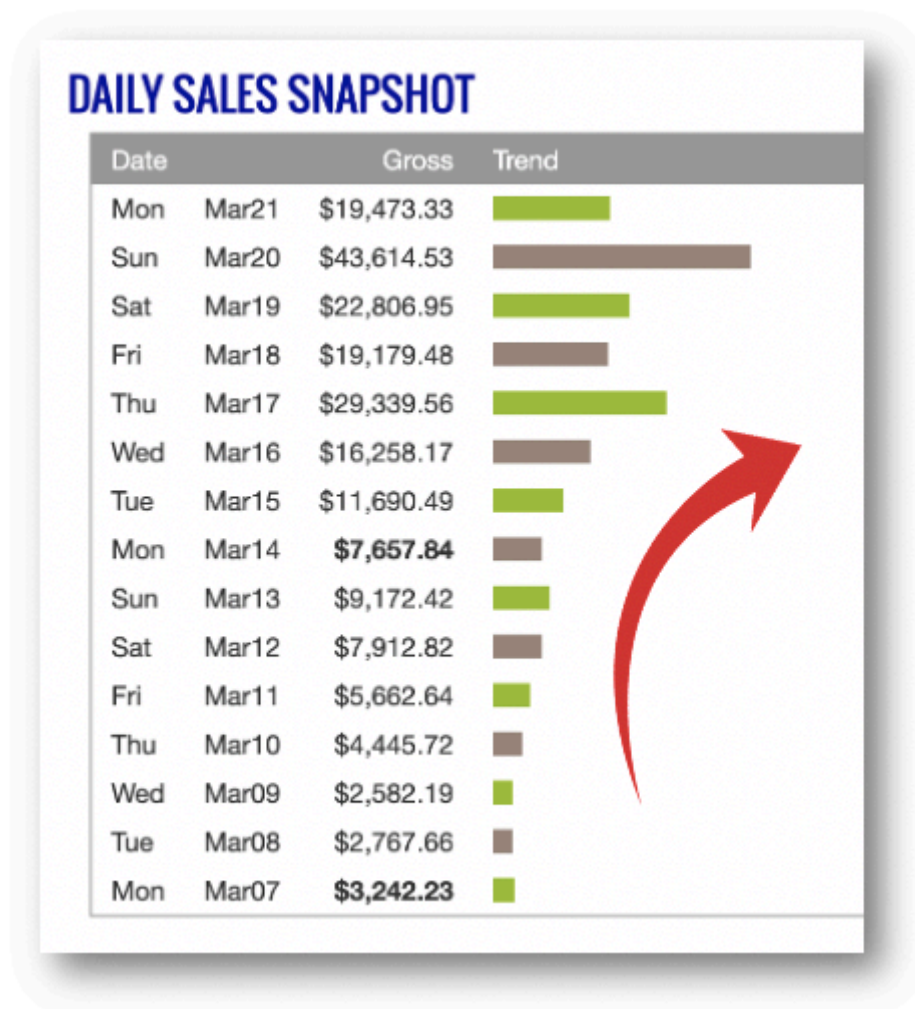 DAILY SALES SNAPSHOT
Date Gross Trend
Mon Mar21 $19,473.33
Sun Mar20 $43,614.53
Sat Mar19 $22,806.95
Fri Mar18 $19,179.48
Thu Mar17 $29,339.56
Wed Mar16 $16,258.17
Tue Mar15 $11,690.49
Mon Mar14 $7,657.84
Sun Mar13 $9,172.42
Sat Mar12 $7,912.82
Fri Mar11 $5,662.64
Thu Mar10 $4,445.72
Wed Mar09 $2,582.19
Tue Mar08 $2,767.66
Mon Mar07 $3,242.23